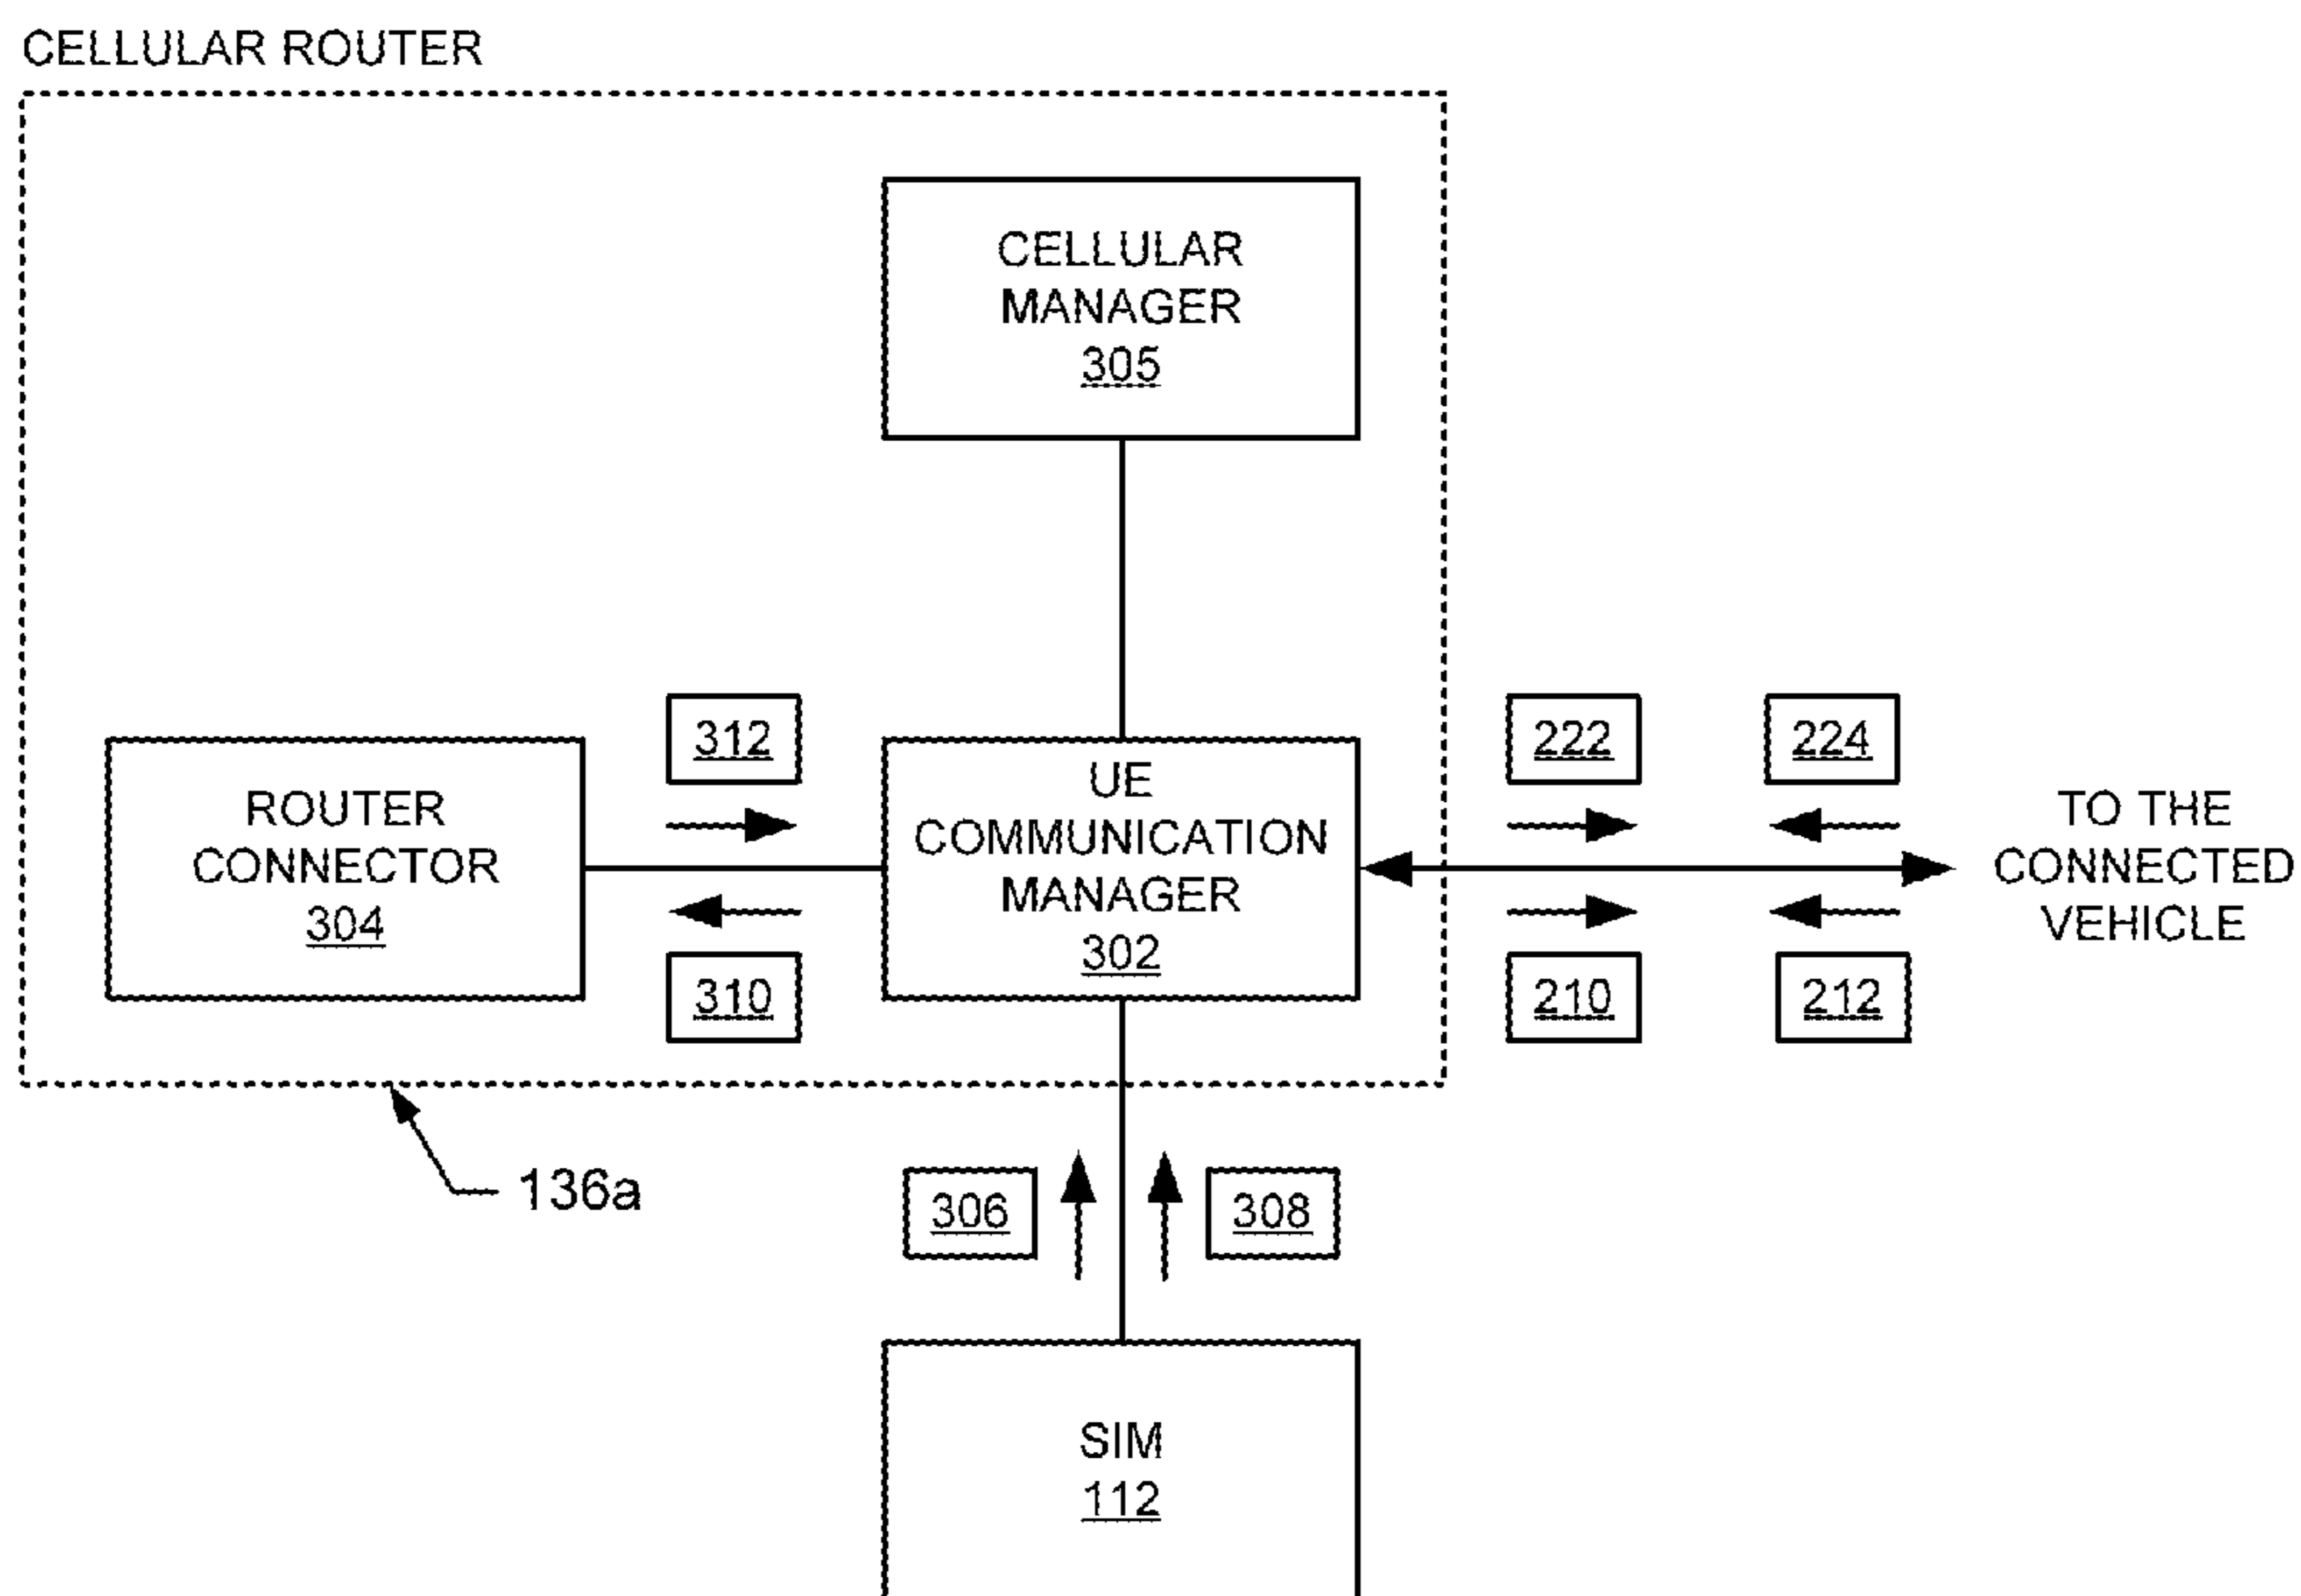 CELLULAR ROUTER
CELLULAR
MANAGER
305
312
222
224
ROUTER
CONNECTOR
304
UE
COMMUNICATION
MANAGER
302
TO THE
CONNECTED
VEHICLE
310
210
212
136a
306
308
SIM
112